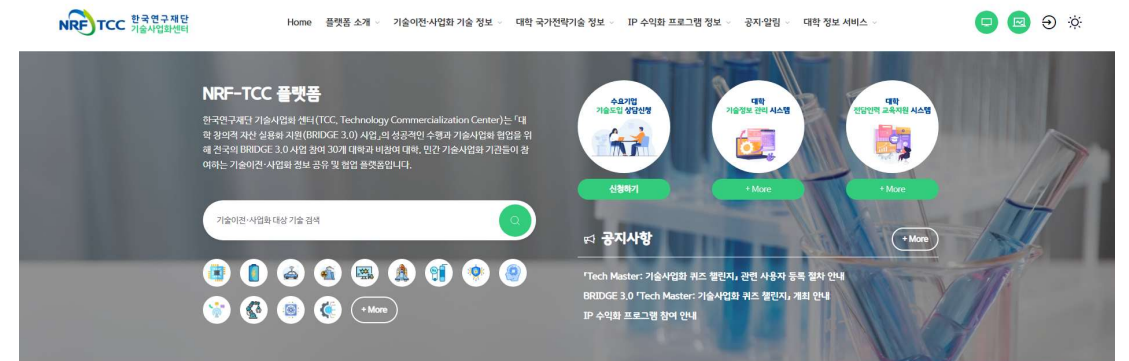 NRF TCC 한국연구재단
기술사업화센터
Home 플랫폼 소개 기술이전·사업화 기술 정보 대학 국가전략기술 정보 IP 수익화 프로그램 정보 공지·알림 대학 정보 서비스
NRF-TCC 플랫폼
한국연구재단 기술사업화 센터(TCC, Technology Commercialization Center)는 「대
학 창의적 자산 실용화 지원(BRIDGE 3.0) 사업」의 성공적인 수행과 기술사업화 협업을 위
해 전국의 BRIDGE 3.0 사업 참여 30개 대학과 비참여 대학, 민간 기술사업화 기관들이 참
여하는 기술이전·사업화 정보 공유 및 협업 플랫폼입니다.
기술이전·사업화 대상 기술 검색
+ More
수요기업
기술도입 상담신청
신청하기
대학
기술정보 관리 시스템
+ More
대학
전담인력 교육지원 시스템
+ More
공지사항
+ More
「Tech Master: 기술사업화 퀴즈 챌린지」 관련 사용자 등록 절차 안내
BRIDGE 3.0 「Tech Master: 기술사업화 퀴즈 챌린지」 개최 안내
IP 수익화 프로그램 참여 안내